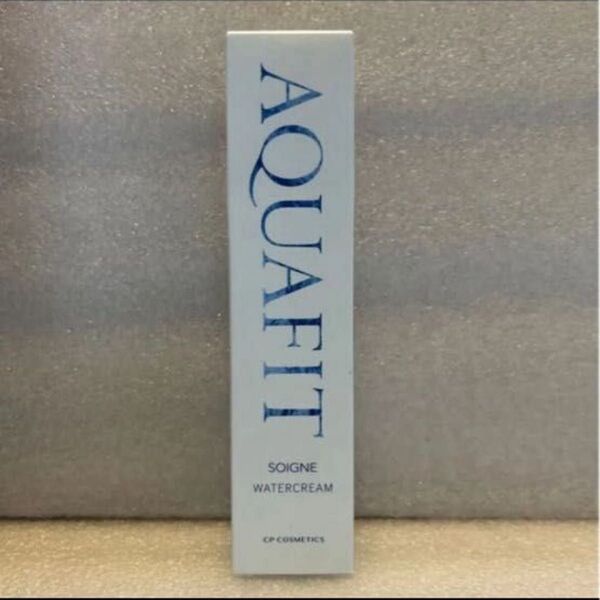 AQUAFIT
SOIGNE
WATERCREAM
CP COSMETICS